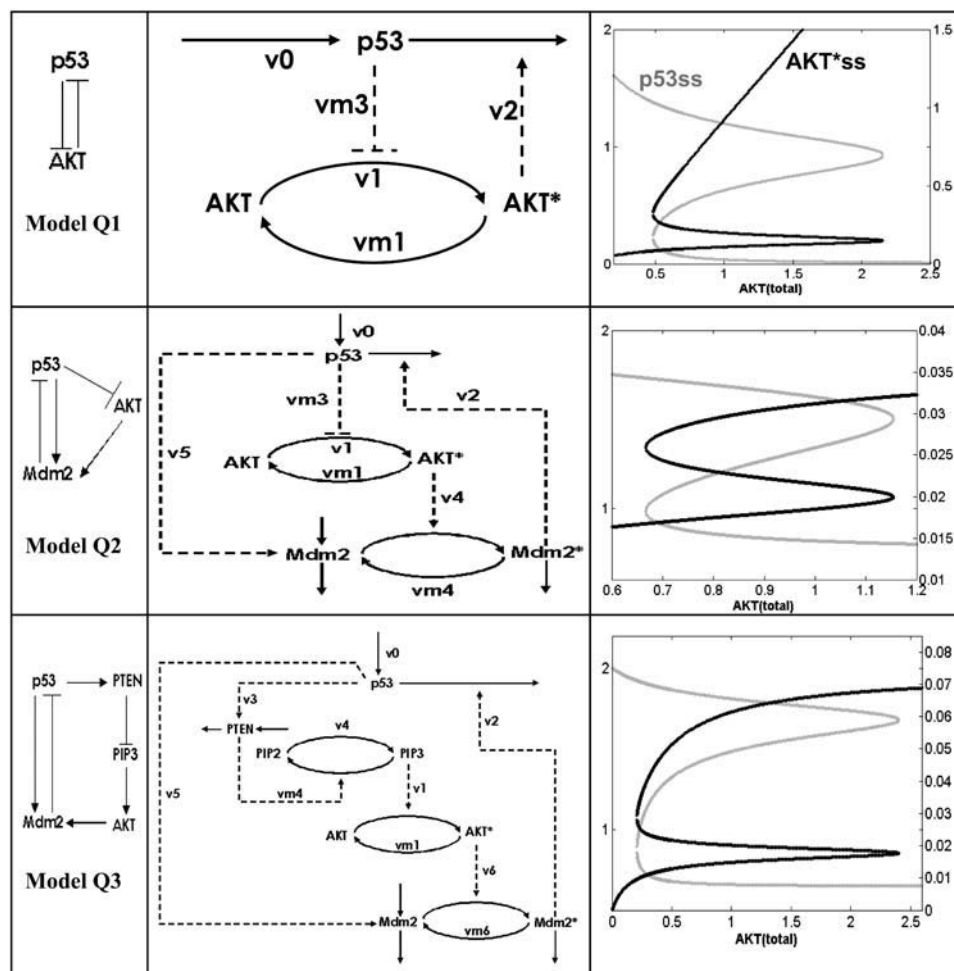 p53
AKT
Model Q1
v0
p53
vm3
v2
v1
AKT
AKT*
vm1
2
1.5
AKT*ss
p53ss
1
1
0.5
0
0
0.5
1
1.5
2
2.5
AKT(total)
p53
AKT
Mdm2
Model Q2
v0
p53
vm3
v2
v5
v1
AKT
AKT*
vm1
v4
Mdm2
Mdm2*
vm4
2
0.04
0.035
0.03
0.025
1
0.02
0.015
0.01
0.6
0.7
0.8
0.9
1
1.1
1.2
AKT(total)
p53
PTEN
PIP3
Mdm2
AKT
Model Q3
v0
p53
v3
v2
PTEN
v4
PIP2
PIP3
v5
vm4
v1
AKT
AKT*
vm1
v6
Mdm2
Mdm2*
vm6
2
0.08
0.07
0.06
0.05
0.04
1
0.03
0.02
0.01
0
0
0.5
1
1.5
2
2.5
AKT(total)